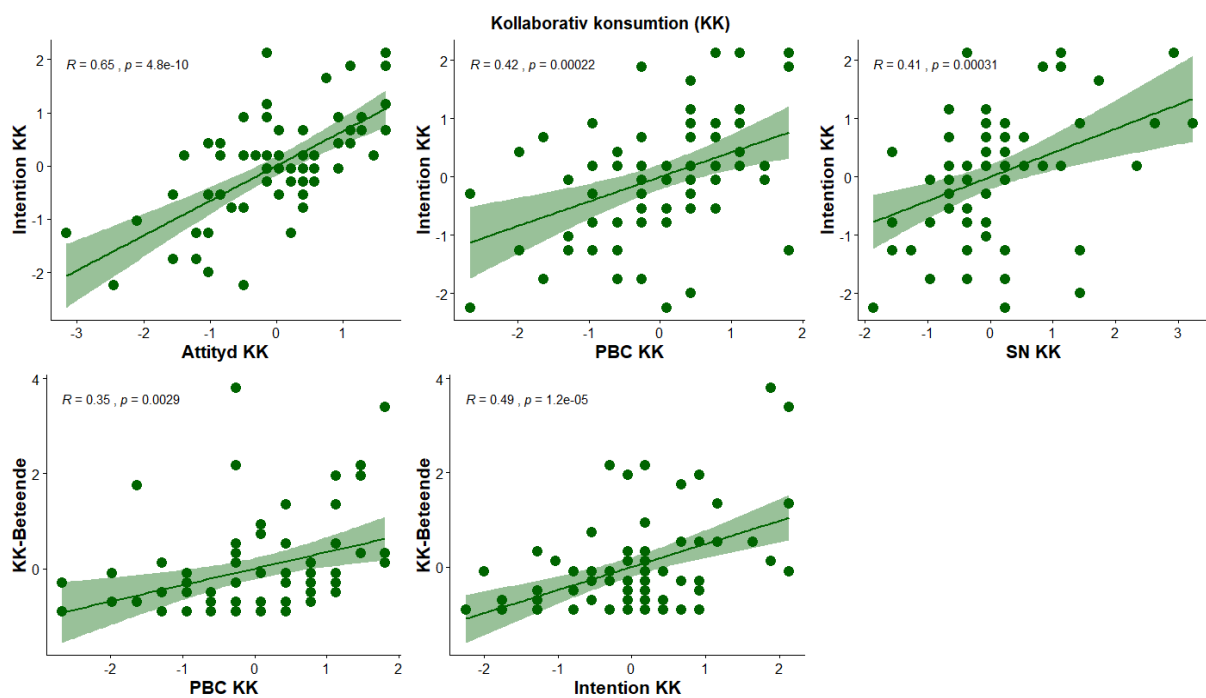 Kollaborativ konsumtion (KK)
R = 0.65 , p = 4.8e-10
Intention KK
2
1
0
-1
-2
-3
-2
-1
0
1
Attityd KK
R = 0.42 , p = 0.00022
Intention KK
2
1
0
-1
-2
-2
-1
0
1
2
PBC KK
R = 0.41 , p = 0.00031
Intention KK
2
1
0
-1
-2
-2
-1
0
1
2
3
SN KK
R = 0.35 , p = 0.0029
KK-Beteende
4
2
0
-2
-1
0
1
2
PBC KK
R = 0.49 , p = 1.2e-05
KK-Beteende
4
2
0
-2
-1
0
1
2
Intention KK